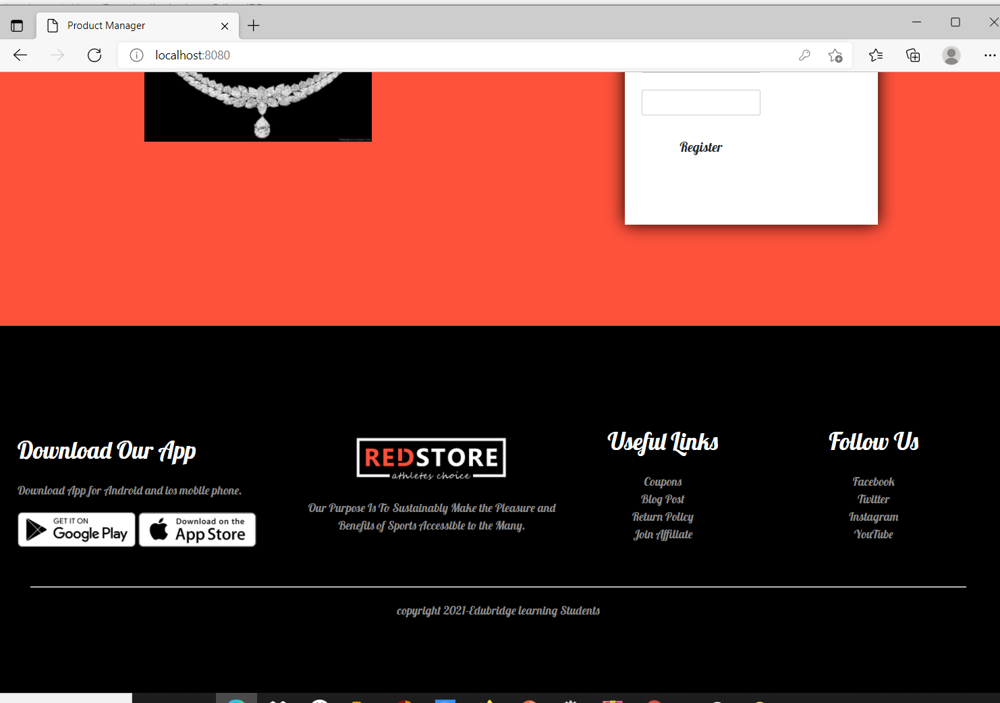 Product Manager
localhost:8080
Register
Download Our App
Download App for Android and ios mobile phone.
GET IT ON
Google Play
Download on the
App Store
REDSTORE
athletes choice
Our Purpose Is To Sustainably Make the Pleasure and
Benefits of Sports Accessible to the Many.
Useful Links
Coupons
Blog Post
Return Policy
Join Affiliate
Follow Us
Facebook
Twitter
Instagram
YouTube
copyright 2021-Edubridge learning Students